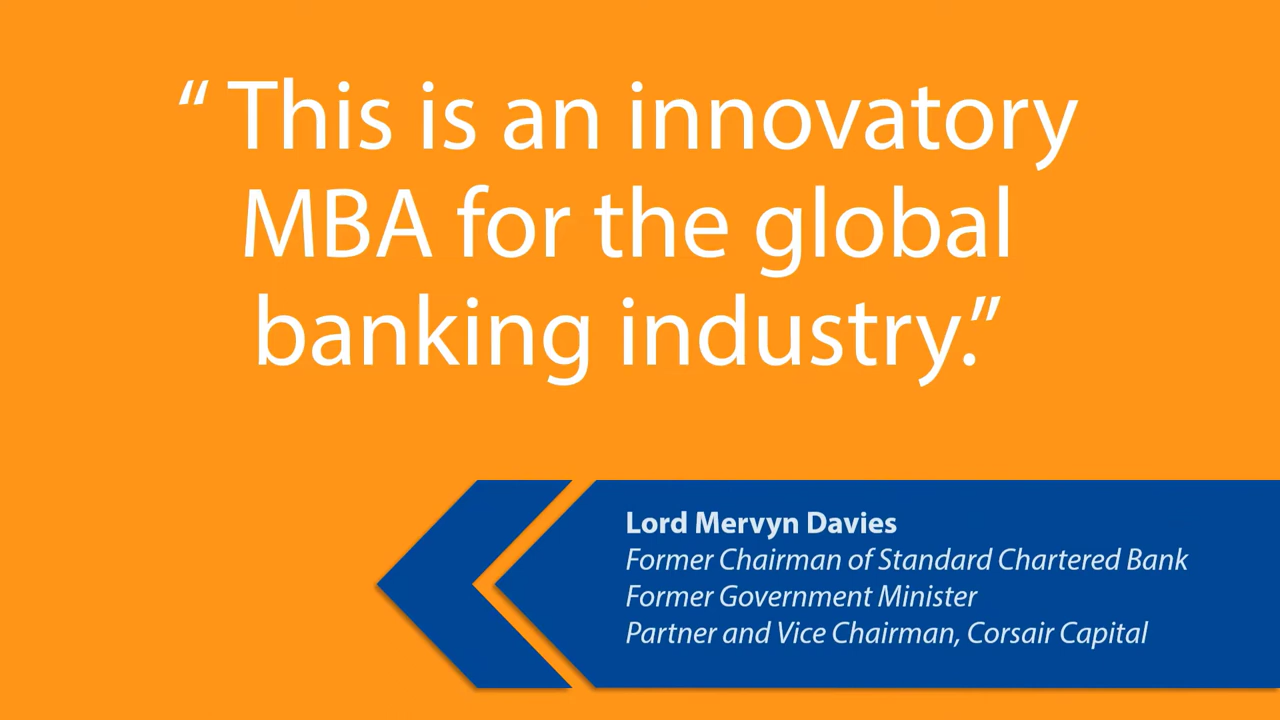 “ This is an innovatory
MBA for the global
banking industry.”
Lord Mervyn Davies
Former Chairman of Standard Chartered Bank
Former Government Minister
Partner and Vice Chairman, Corsair Capital